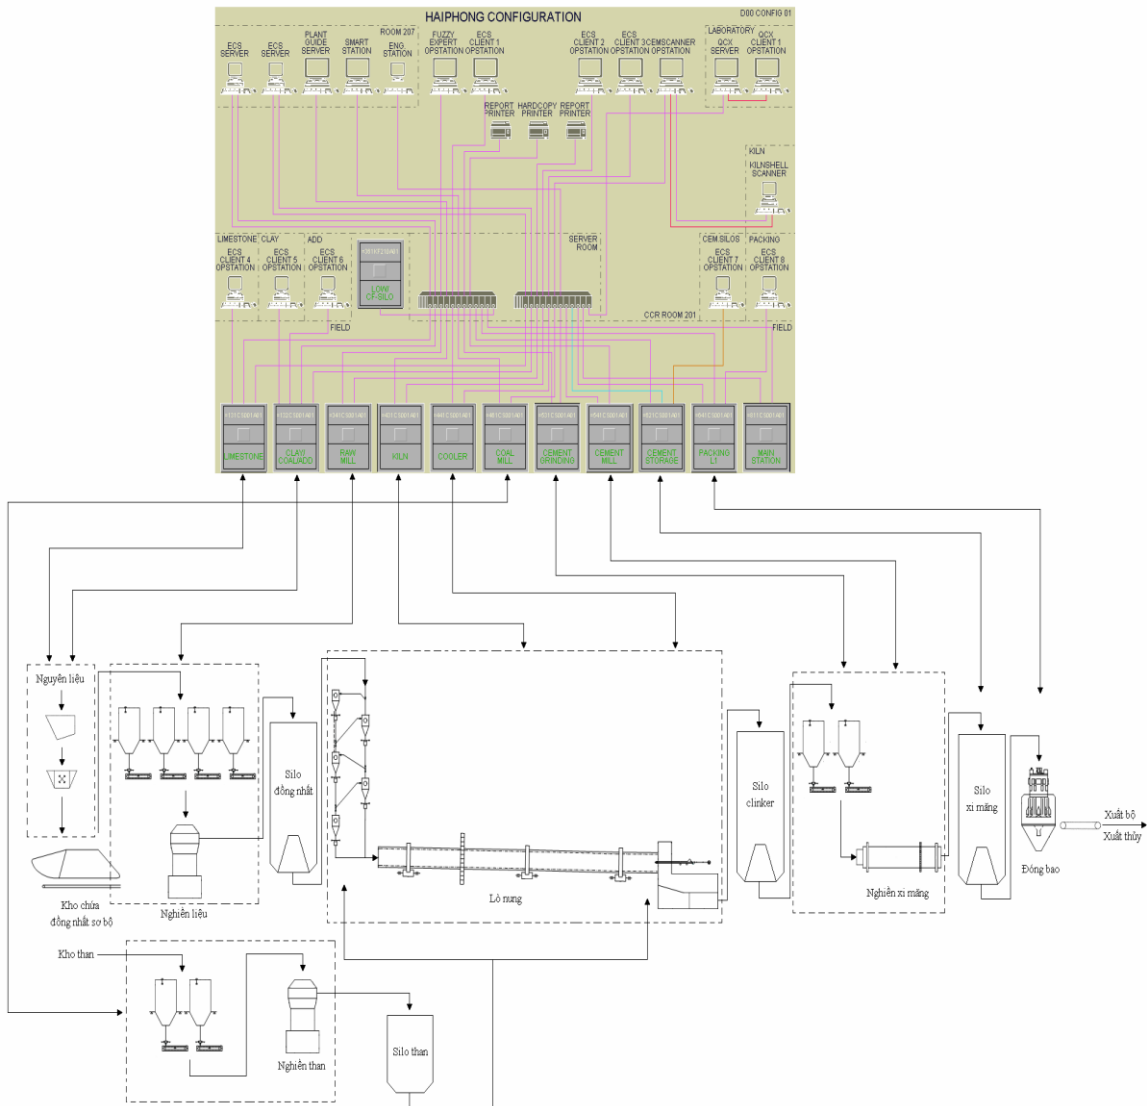 HAIPHONG CONFIGURATION
D00 CONFIG 01
ROOM 207
LABORATORY
ECS
SERVER
ECS
SERVER
PLANT
GUIDE
SERVER
SMART
STATION
ENG.
STATION
FUZZY
EXPERT
OPSTATION
ECS
CLIENT 1
OPSTATION
ECS
CLIENT 2
OPSTATION
ECS
CLIENT 3
OPSTATION
CEMSCANNER
OPSTATION
QCX
SERVER
QCX
CLIENT 1
OPSTATION
REPORT
PRINTER
HARDCOPY
PRINTER
REPORT
PRINTER
KILN
KILNSHELL
SCANNER
LIMESTONE
CLAY
ADD
SERVER
ROOM
CEM.SILOS
PACKING
ECS
CLIENT 4
OPSTATION
ECS
CLIENT 5
OPSTATION
ECS
CLIENT 6
OPSTATION
LOW/
CF-SILO
ECS
CLIENT 7
OPSTATION
ECS
CLIENT 8
OPSTATION
CCR ROOM 201
FIELD
FIELD
LIMESTONE
CLAY/
COAL/ADD
RAW
MILL
KILN
COOLER
COAL
MILL
CEMENT
GRINDING
CEMENT
MILL
CEMENT
STORAGE
PACKING
L1
MAIN
STATION
Nguyên liệu
Silo
đồng nhất
Silo
clinker
Silo
xi măng
Xuất bộ
Xuất thủy
Đóng bao
Lò nung
Nghiền xi măng
Kho chứa
đồng nhất sơ bộ
Nghiền liệu
Kho than
Nghiền than
Silo than